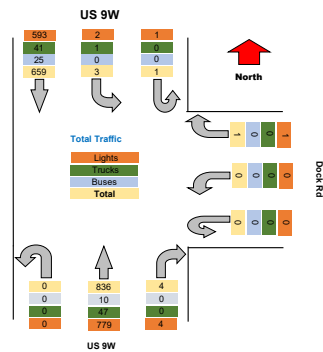 US 9W
593 2 1
41 1 0
25 0 0
659 3 1
North
Total Traffic
Lights
Trucks
Buses
Total
1 0 0 1
0 0 0 0
0 0 0 0
Dock Rd
0 836 4
0 10 0
0 47 0
0 779 4
US 9W